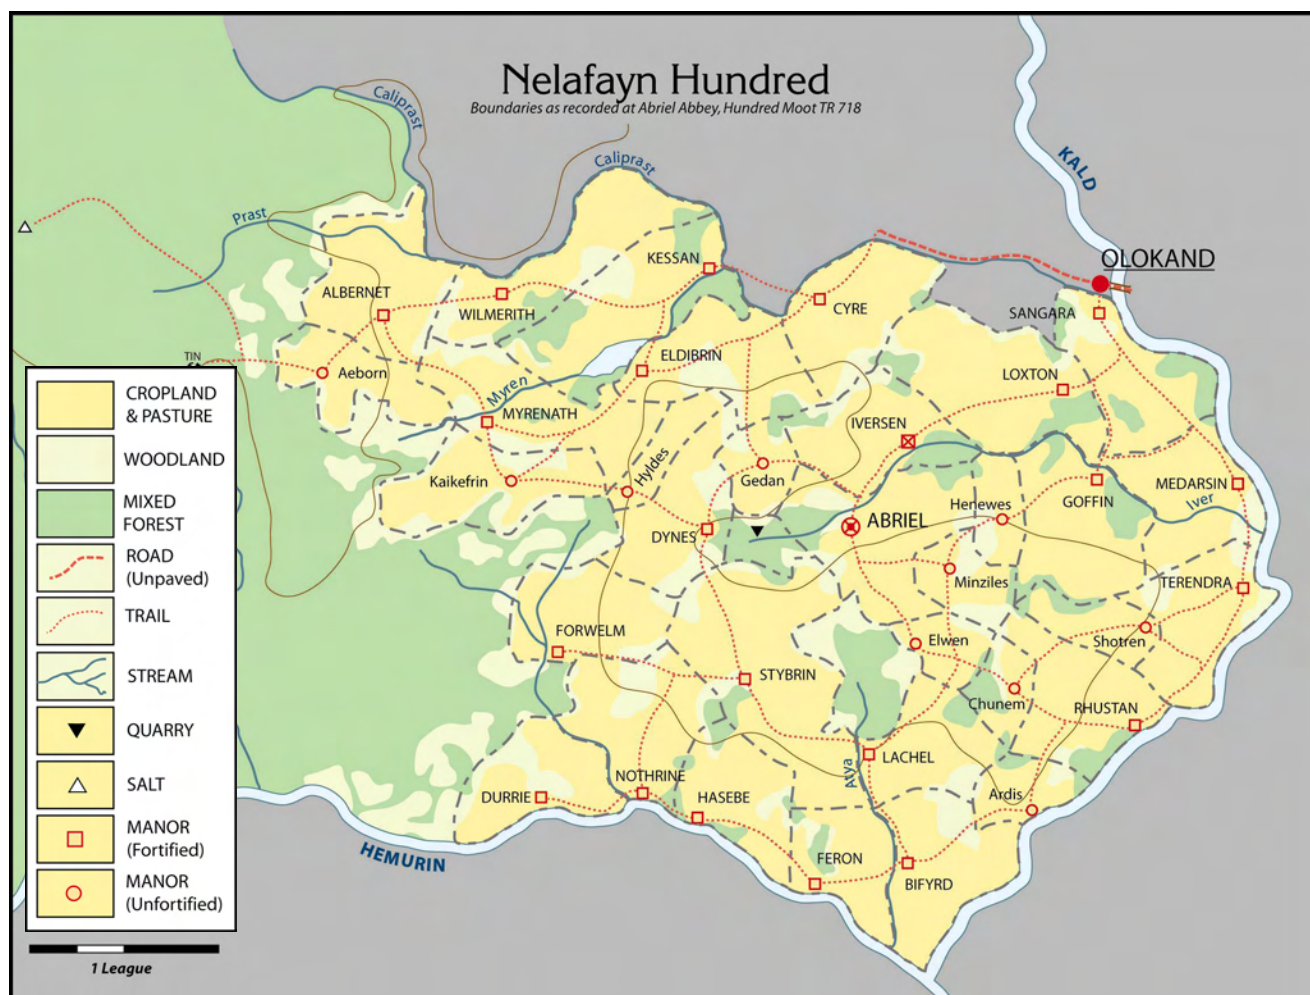 Nelafayn Hundred
Boundaries as recorded at Abriel Abbey, Hundred Moot TR 718
Caliprast
Caliprast
KALD
Prast
OLOKAND
KESSAN
ALBERNET
WILMERITH
CYRE
SANGARA
TIN
Aeborn
ELDIRRIN
LOXTON
Myren
MYRENATH
IVERSEN
Kaikefrin
Hyldes
Gedan
Henewes
GOFFIN
MEDARSIN
Iver
DYNES
ABRIEL
Minziles
TERENDRA
FORWELM
Elwen
Shotren
STYBRIN
Chunem
RHUSTAN
LACHEL
Atya
NOTHRINE
DURRIE
HASEBE
Ardis
HEMURIN
FERON
BIFYRD
CROPLAND
& PASTURE
WOODLAND
MIXED
FOREST
ROAD
(Unpaved)
TRAIL
STREAM
QUARRY
SALT
MANOR
(Fortified)
MANOR
(Unfortified)
1 League